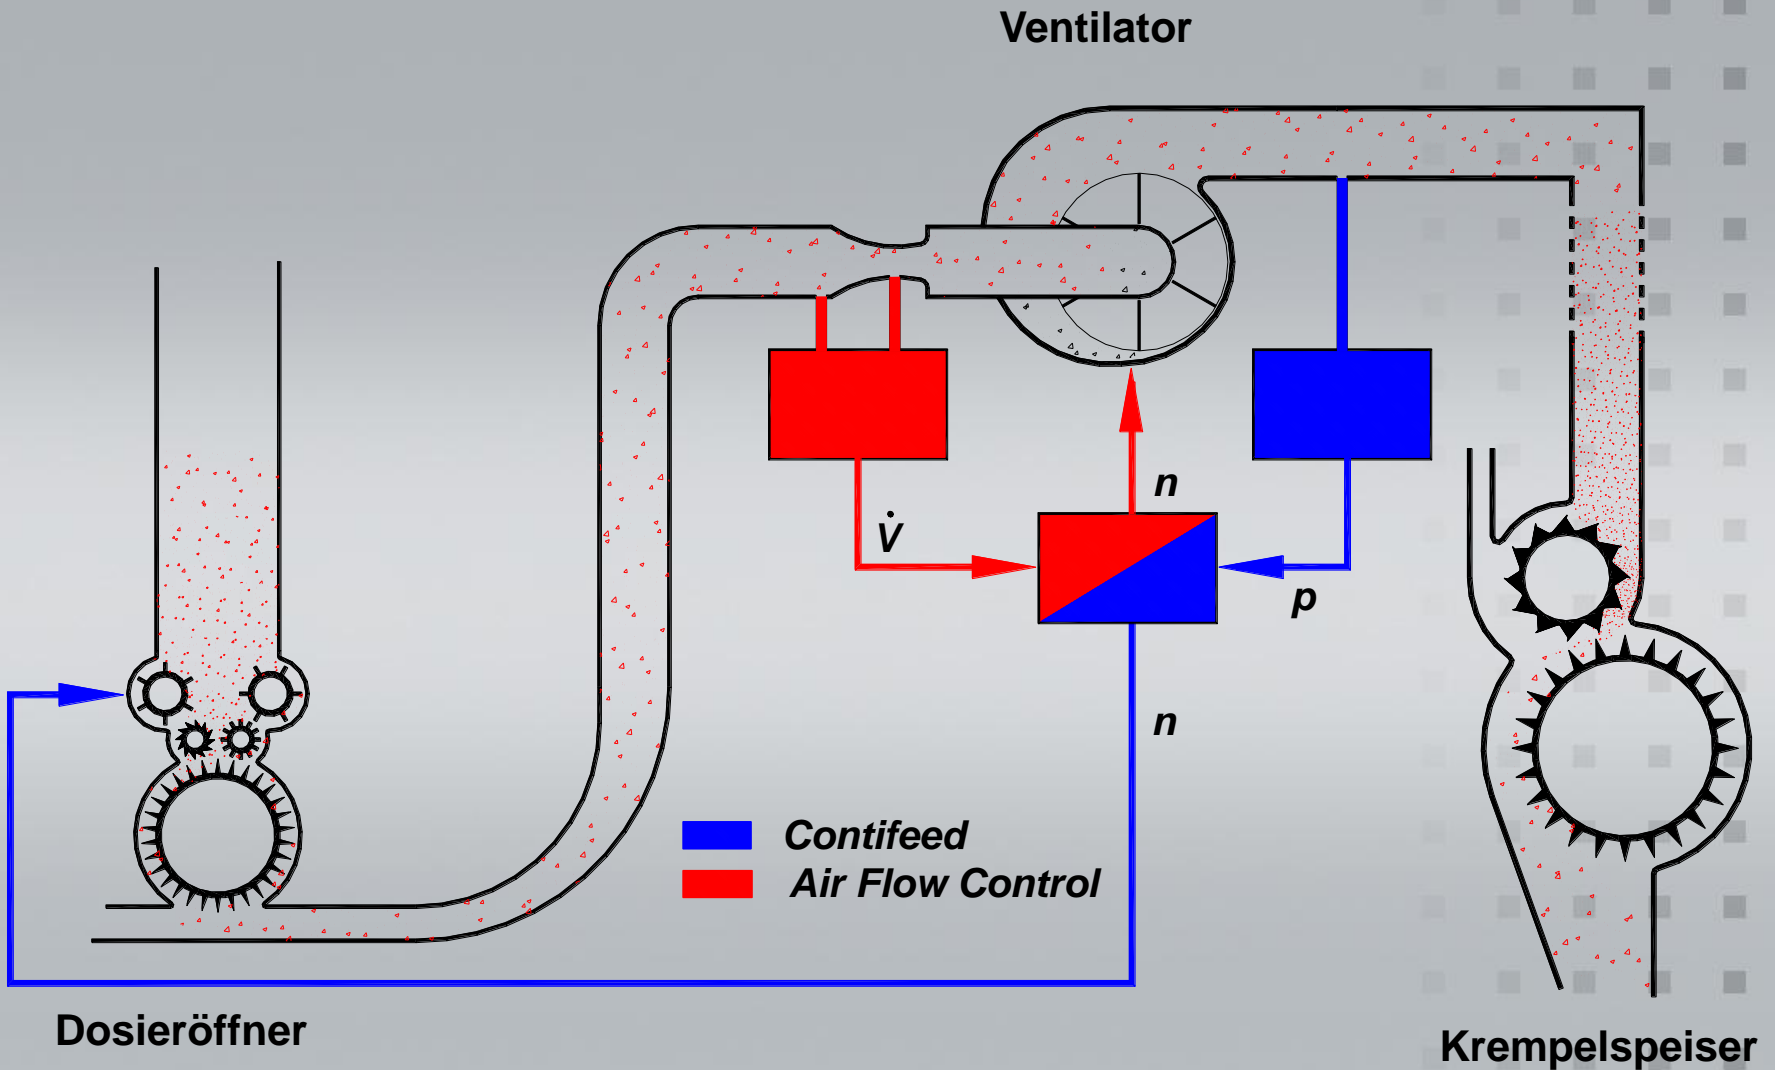 Ventilator
n
V̇
p
n
Contifeed
Air Flow Control
Dosieröffner
Krempelspeiser